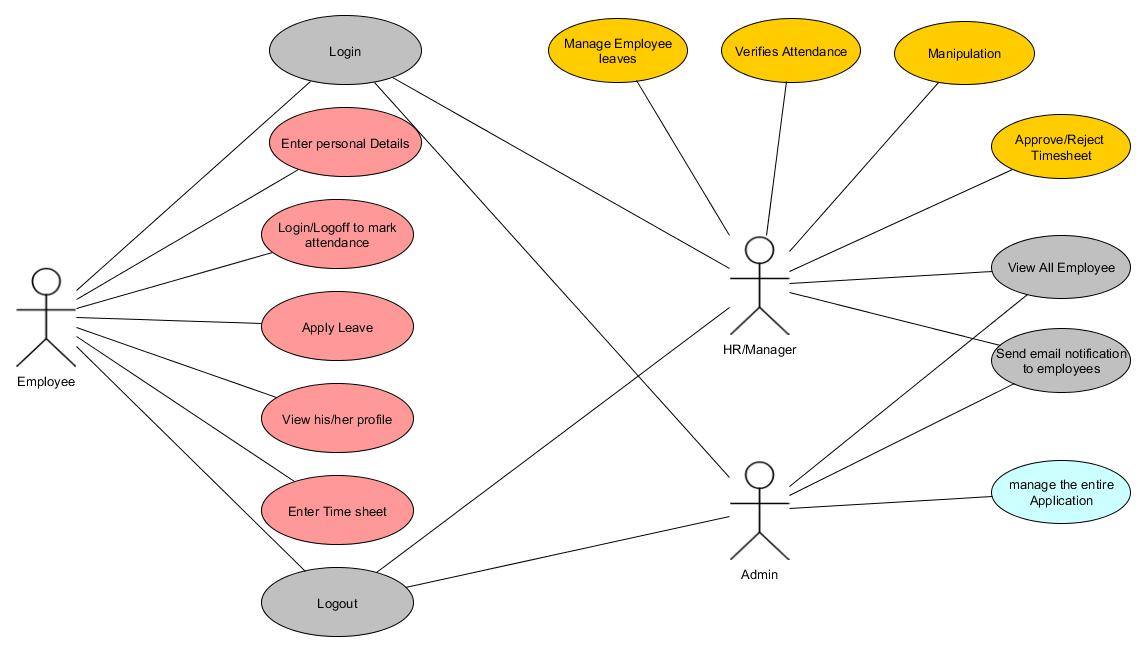 Login
Manage Employee
leaves
Verifies Attendance
Manipulation
Enter personal Details
Approve/Reject
Timesheet
Login/Logoff to mark
attendance
View All Employee
Apply Leave
HR/Manager
Send email notification
to employees
Employee
View his/her profile
manage the entire
Application
Enter Time sheet
Admin
Logout